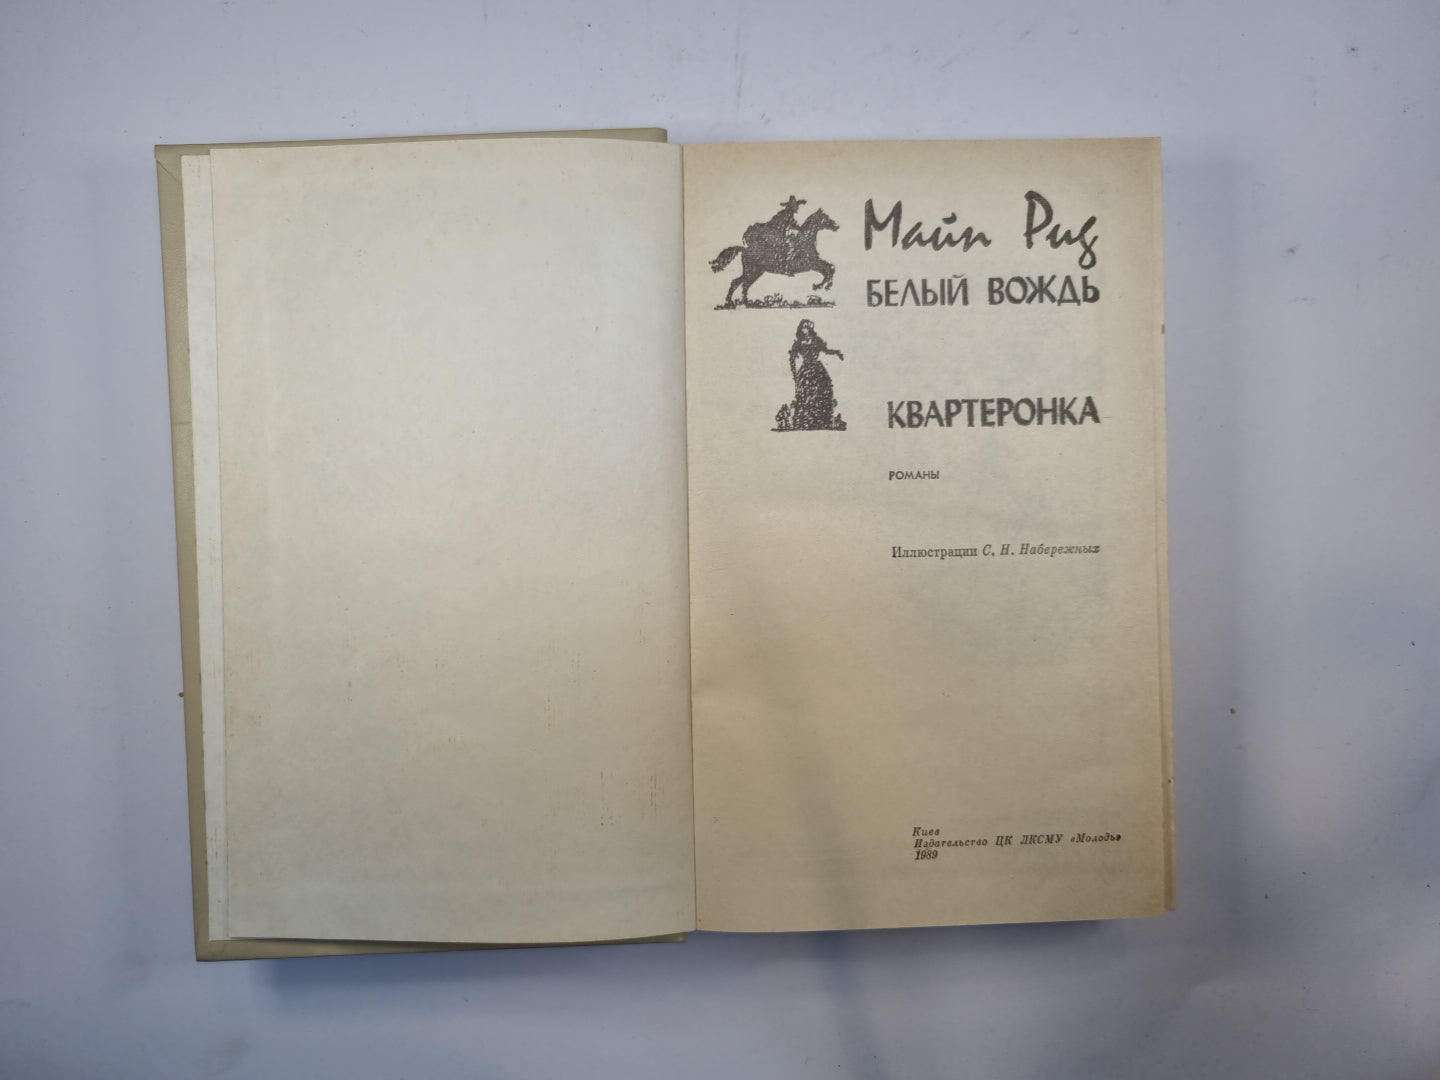 Майн Рид
БЕЛЫЙ ВОЖДЬ
КВАРТЕРОНКА
РОМАНЫ
Иллюстрации С. Н. Набережных
Киев
Издательство ЦК ЛКСМУ «Молодь»
1989